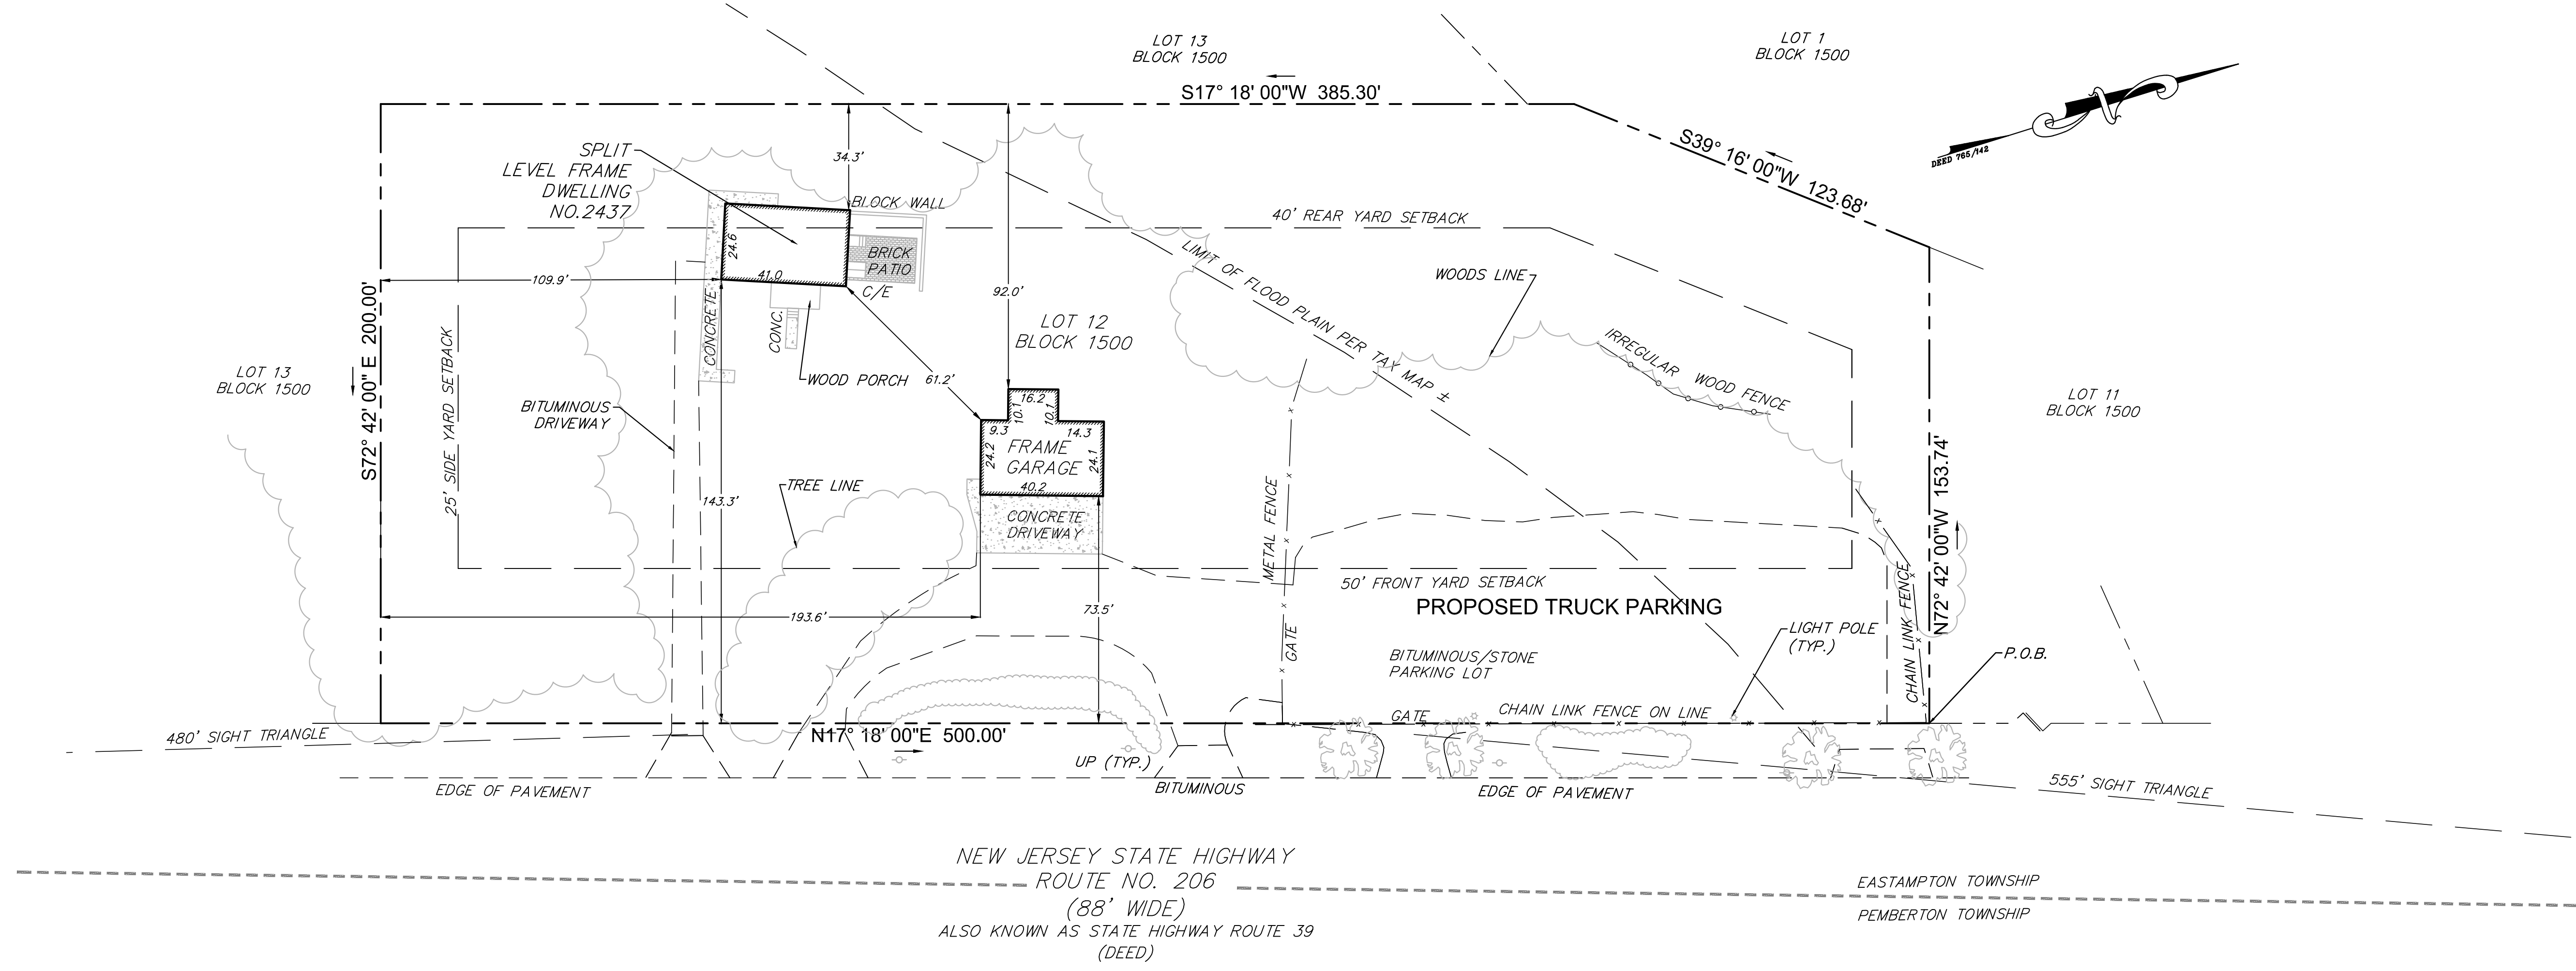 LOT 13
BLOCK 1500
LOT 1
BLOCK 1500
S17° 18' 00"W 385.30'
S39° 16' 00"W 123.68'
N
DEED 765/142
SPLIT
LEVEL FRAME
DWELLING
NO.2437
34.3'
BLOCK WALL
40' REAR YARD SETBACK
24.6
41.0
BRICK
PATIO
C/E
109.9'
92.0'
LIMIT OF FLOOD PLAIN PER TAX MAP ±
WOODS LINE
S72° 42' 00" E 200.00'
25' SIDE YARD SETBACK
CONCRETE
CONC.
LOT 12
BLOCK 1500
IRREGULAR WOOD FENCE
LOT 13
BLOCK 1500
WOOD PORCH
61.2'
LOT 11
BLOCK 1500
BITUMINOUS
DRIVEWAY
16.2
10.1
10.1
9.3
14.3
FRAME
GARAGE
24.2
24.1
40.2
TREE LINE
143.3'
CONCRETE
DRIVEWAY
METAL FENCE
N72° 42' 00"W 153.74'
50' FRONT YARD SETBACK
PROPOSED TRUCK PARKING
193.6'
73.5'
GATE
BITUMINOUS/STONE
PARKING LOT
LIGHT POLE
(TYP.)
CHAIN LINK FENCE
P.O.B.
GATE
CHAIN LINK FENCE ON LINE
480' SIGHT TRIANGLE
N17° 18' 00"E 500.00'
UP (TYP.)
EDGE OF PAVEMENT
BITUMINOUS
EDGE OF PAVEMENT
555' SIGHT TRIANGLE
NEW JERSEY STATE HIGHWAY
ROUTE NO. 206
(88' WIDE)
ALSO KNOWN AS STATE HIGHWAY ROUTE 39
(DEED)
EASTAMPTON TOWNSHIP
PEMBERTON TOWNSHIP